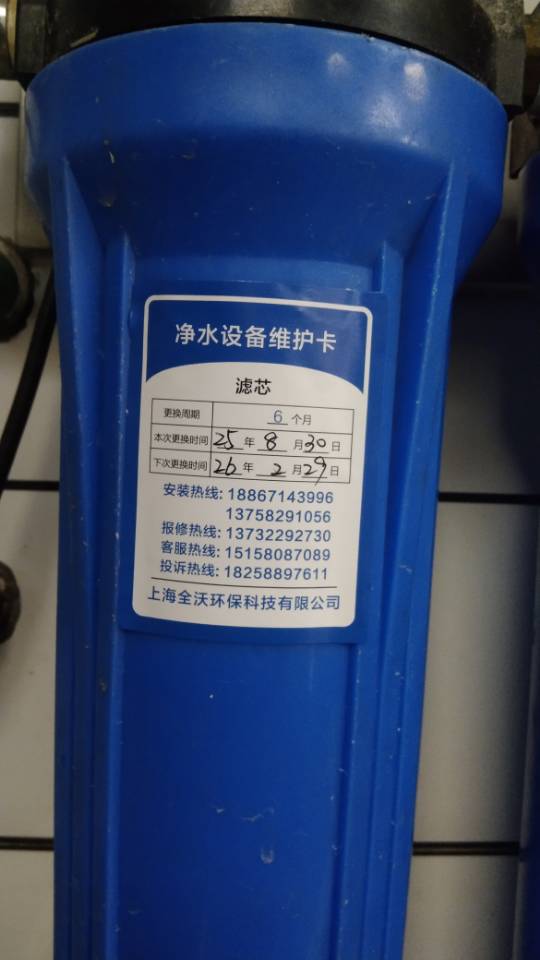 净水设备维护卡
滤芯
更换周期 6 个月
本次更换时间 25 年 8 月 30 日
下次更换时间 26 年 2 月 29 日
安装热线: 18867143996
13758291056
报修热线: 13732292730
客服热线: 15158087089
投诉热线: 18258897611
上海全沃环保科技有限公司